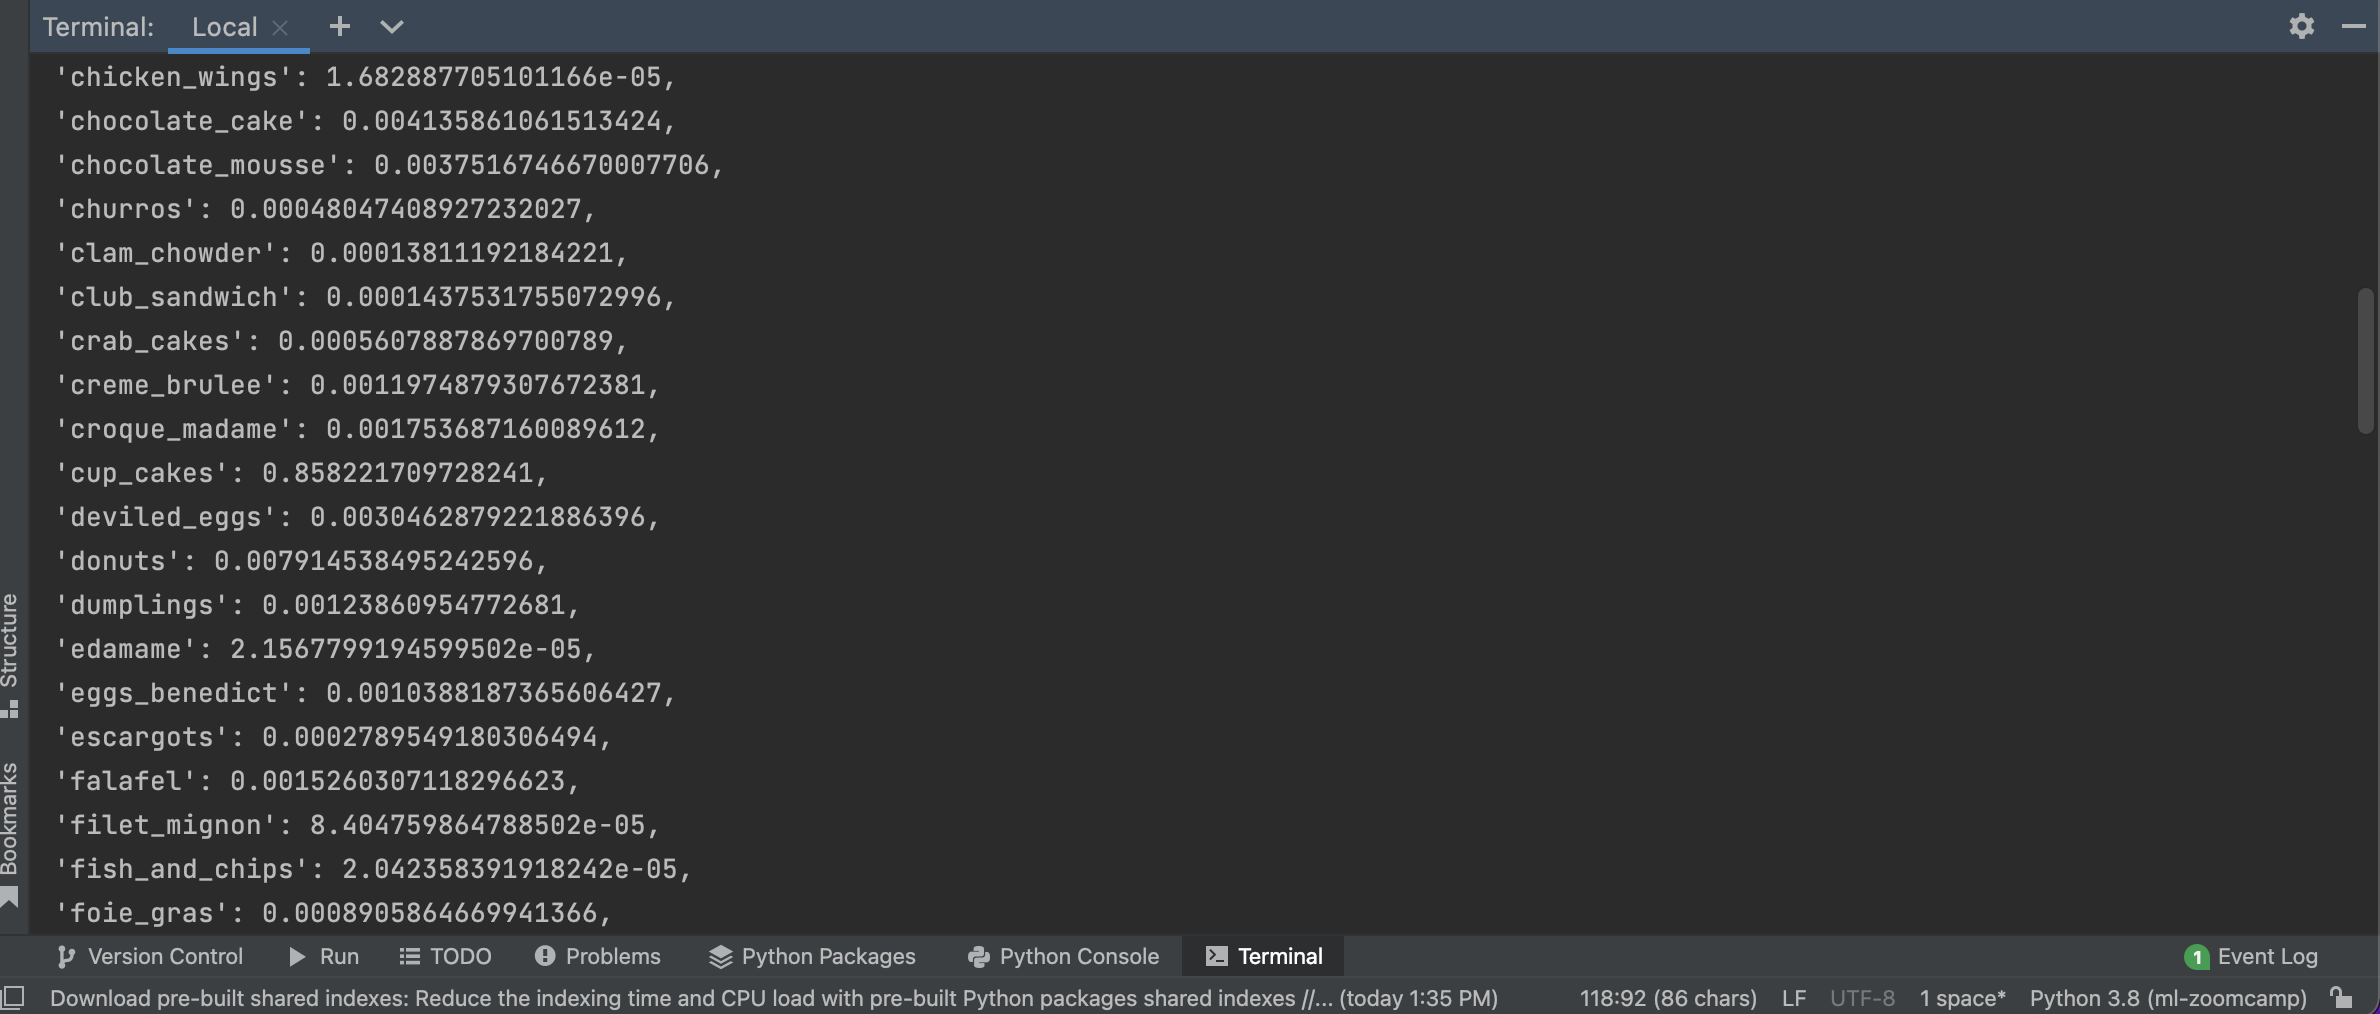 Terminal: Local
'chicken_wings': 1.682887705101166e-05,
'chocolate_cake': 0.004135861061513424,
'chocolate_mousse': 0.0037516746670007706,
'churros': 0.00048047408927232027,
'clam_chowder': 0.00013811192184221,
'club_sandwich': 0.0001437531755072996,
'crab_cakes': 0.0005607887869700789,
'creme_brulee': 0.0011974879307672381,
'croque_madame': 0.001753687160089612,
'cup_cakes': 0.858221709728241,
'deviled_eggs': 0.0030462879221886396,
'donuts': 0.007914538495242596,
'dumplings': 0.00123860954772681,
'edamame': 2.1567799194599502e-05,
'eggs_benedict': 0.0010388187365606427,
'escargots': 0.0002789549180306494,
'falafel': 0.0015260307118296623,
'filet_mignon': 8.404759864788502e-05,
'fish_and_chips': 2.042358391918242e-05,
'foie_gras': 0.0008905864669941366,
Structure
Bookmarks
Version Control Run TODO Problems Python Packages Python Console Terminal 1 Event Log
Download pre-built shared indexes: Reduce the indexing time and CPU load with pre-built Python packages shared indexes //... (today 1:35 PM) 118:92 (86 chars) LF UTF-8 1 space* Python 3.8 (ml-zoomcamp)